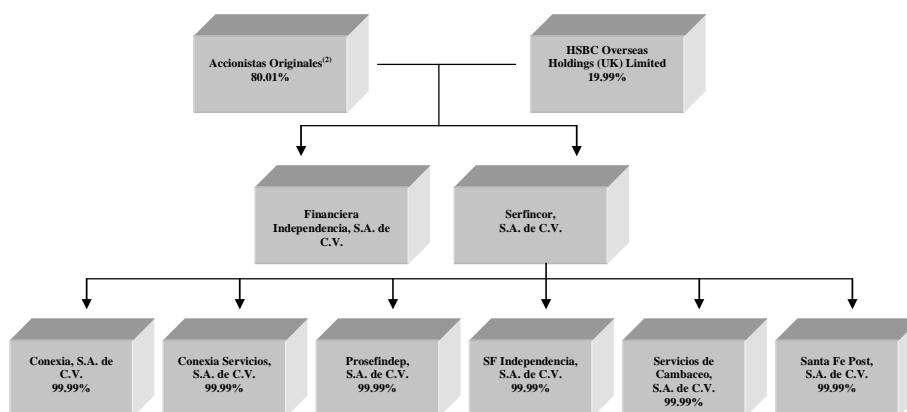 Accionistas Originales(2)
80.01%
HSBC Overseas
Holdings (UK) Limited
19.99%
Financiera
Independencia, S.A. de
C.V.
Serfincor,
S.A. de C.V.
Conexia, S.A. de
C.V.
99.99%
Conexia Servicios,
S.A. de C.V.
99.99%
Prosefindep,
S.A. de C.V.
99.99%
SF Independencia,
S.A. de C.V.
99.99%
Servicios de
Cambaceo,
S.A. de C.V.
99.99%
Santa Fe Post,
S.A. de C.V.
99.99%